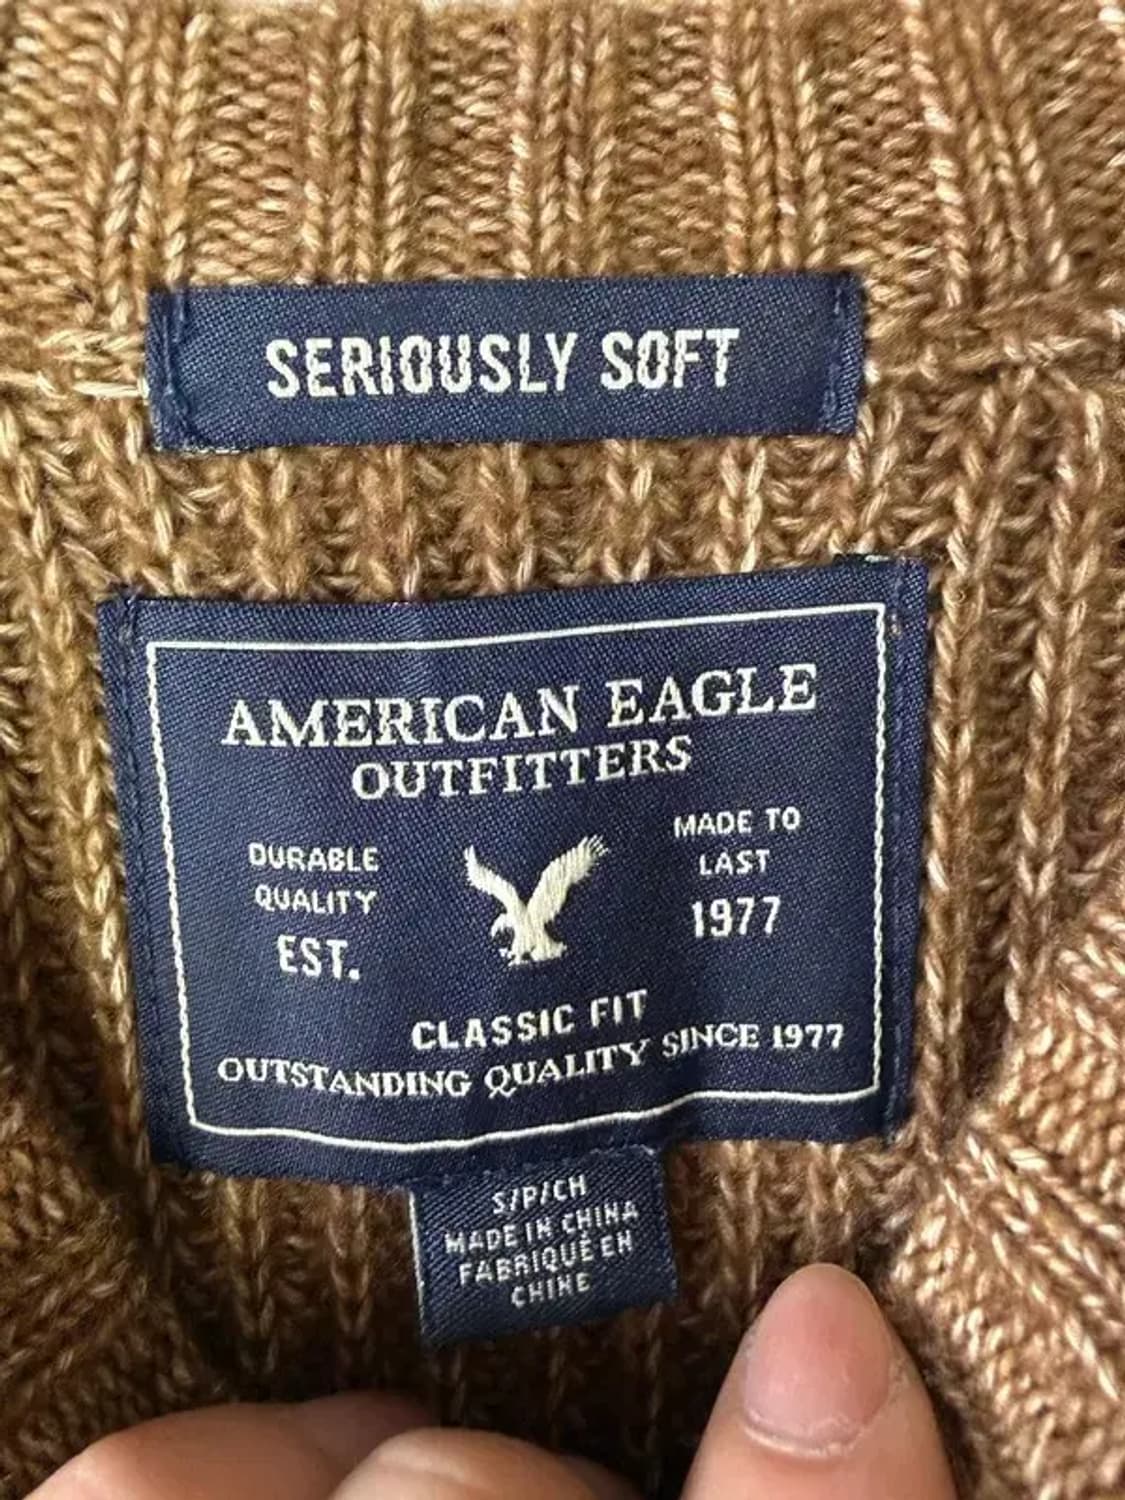 SERIOUSLY SOFT
AMERICAN EAGLE
OUTFITTERS
DURABLE
QUALITY
EST.
MADE TO
LAST
1977
CLASSIC FIT
OUTSTANDING QUALITY SINCE 1977
S/P/CH
MADE IN CHINA
FABRIQUÉ EN
CHINE